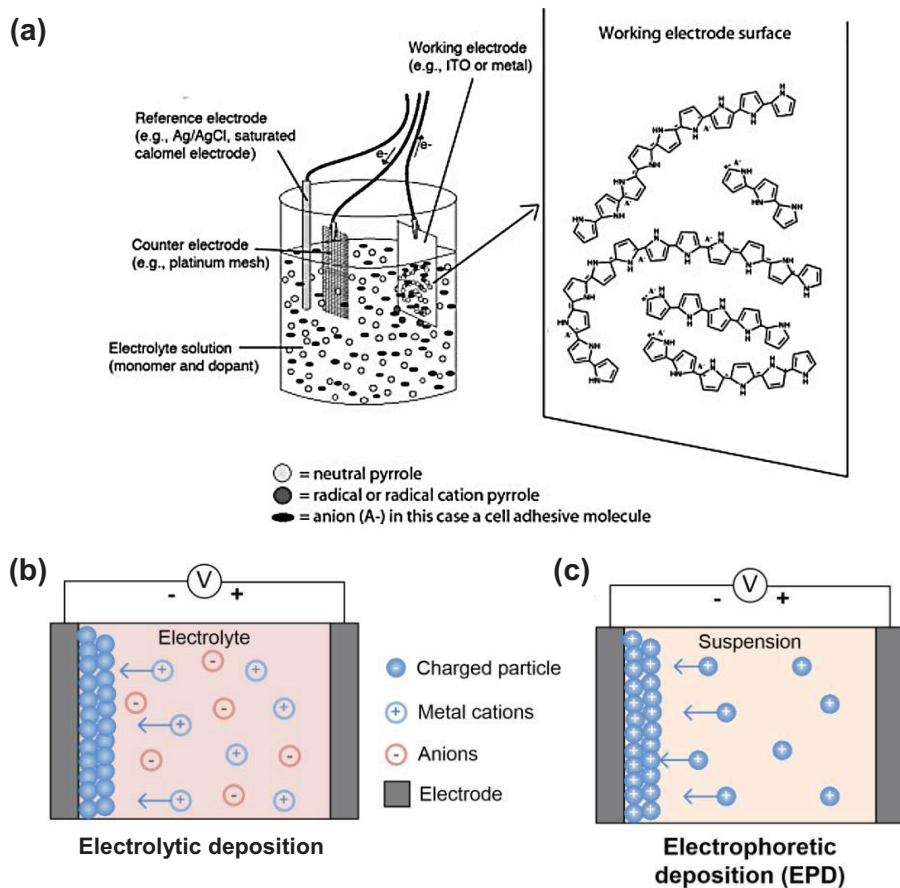 (a)
Working electrode
(e.g., ITO or metal)
Working electrode surface
Reference electrode
(e.g., Ag/AgCl, saturated
calomel electrode)
e-
e-
Counter electrode
(e.g., platinum mesh)
Electrolyte solution
(monomer and dopant)
= neutral pyrrole
= radical or radical cation pyrrole
= anion (A-) in this case a cell adhesive molecule
(b)
V
- +
Electrolyte
Electrolytic deposition
Charged particle
Metal cations
Anions
Electrode
(c)
V
- +
Suspension
Electrophoretic
deposition (EPD)